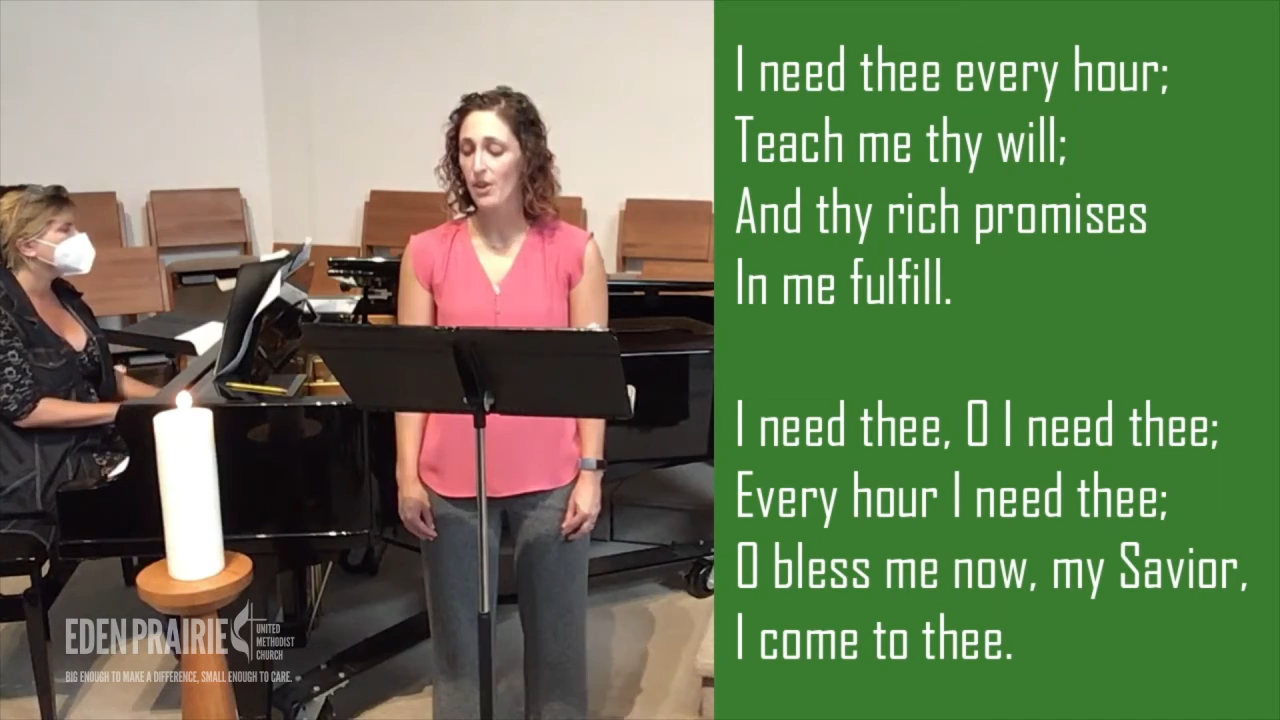 I need thee every hour;
Teach me thy will;
And thy rich promises
In me fulfill.
I need thee, O I need thee;
Every hour I need thee;
O bless me now, my Savior,
I come to thee.
EDEN PRAIRIE
UNITED
METHODIST
CHURCH
BIG ENOUGH TO MAKE A DIFFERENCE, SMALL ENOUGH TO CARE.